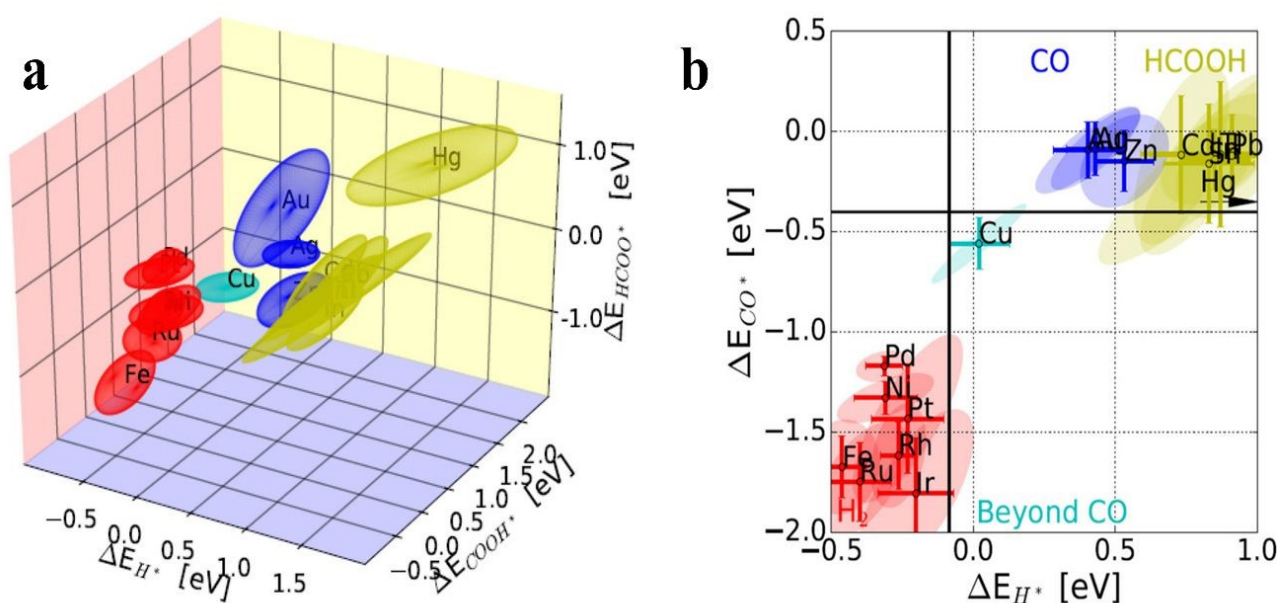 a
Hg
Au
Ag
Cu
Ru
Fe
1.0
0.0
-1.0
ΔE_HCOO* [eV]
−0.5
0.0
0.5
1.0
1.5
ΔE_H* [eV]
−0.5
0.0
0.5
1.0
1.5
2.0
ΔE_COOH* [eV]
b
0.5
0.0
−0.5
−1.0
−1.5
−2.0
ΔE_CO* [eV]
CO
HCOOH
Zn
Cd
Pb
Hg
Cu
Pd
Ni
Pt
Rh
Fe
Ru
Ir
H₂
Beyond CO
−0.5
0.0
0.5
1.0
ΔE_H* [eV]